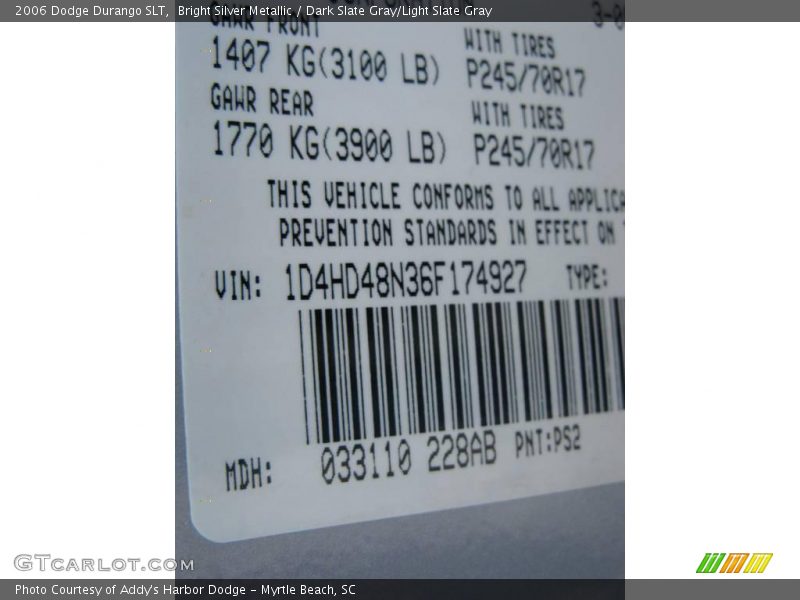 2006 Dodge Durango SLT, Bright Silver Metallic / Dark Slate Gray/Light Slate Gray
GAWR FRONT
WITH TIRES
1407 KG(3100 LB)
P245/70R17
GAWR REAR
WITH TIRES
1770 KG(3900 LB)
P245/70R17
THIS VEHICLE CONFORMS TO ALL APPLICA
PREVENTION STANDARDS IN EFFECT ON
VIN: 1D4HD48N36F174927 TYPE:
MDH: 033110 228AB PNT:PS2
GTCARLOT.COM
Photo Courtesy of Addy's Harbor Dodge - Myrtle Beach, SC